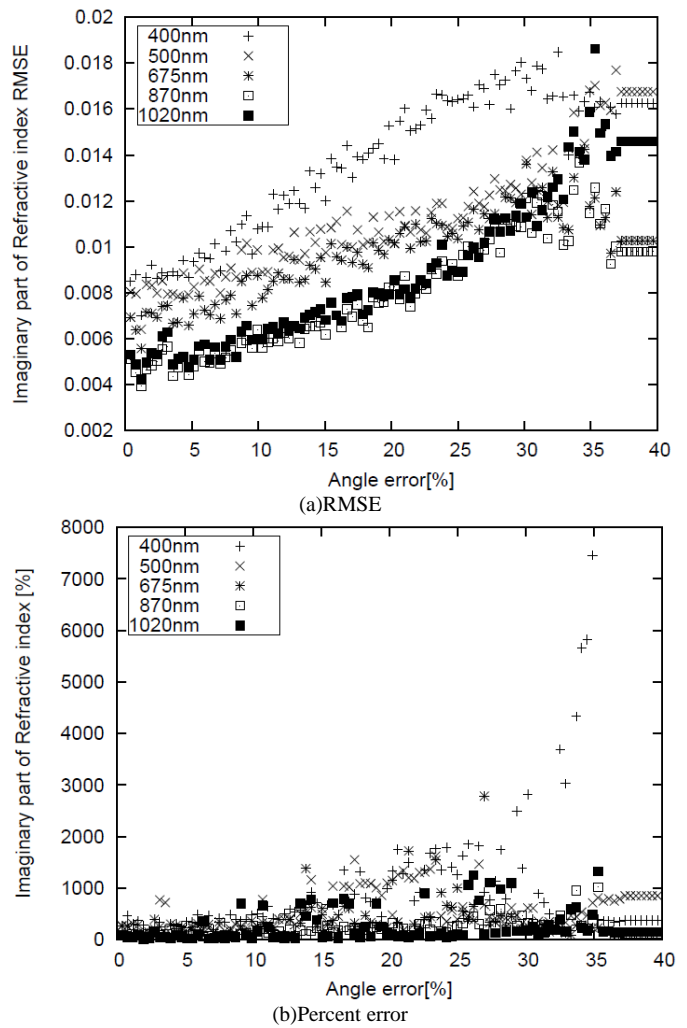 Imaginary part of Refractive index RMSE
0.02
0.018
0.016
0.014
0.012
0.01
0.008
0.006
0.004
0.002
400nm
500nm
675nm
870nm
1020nm
0 5 10 15 20 25 30 35 40
Angle error[%]
(a)RMSE
Imaginary part of Refractive index [%]
8000
7000
6000
5000
4000
3000
2000
1000
0
400nm
500nm
675nm
870nm
1020nm
0 5 10 15 20 25 30 35 40
Angle error[%]
(b)Percent error